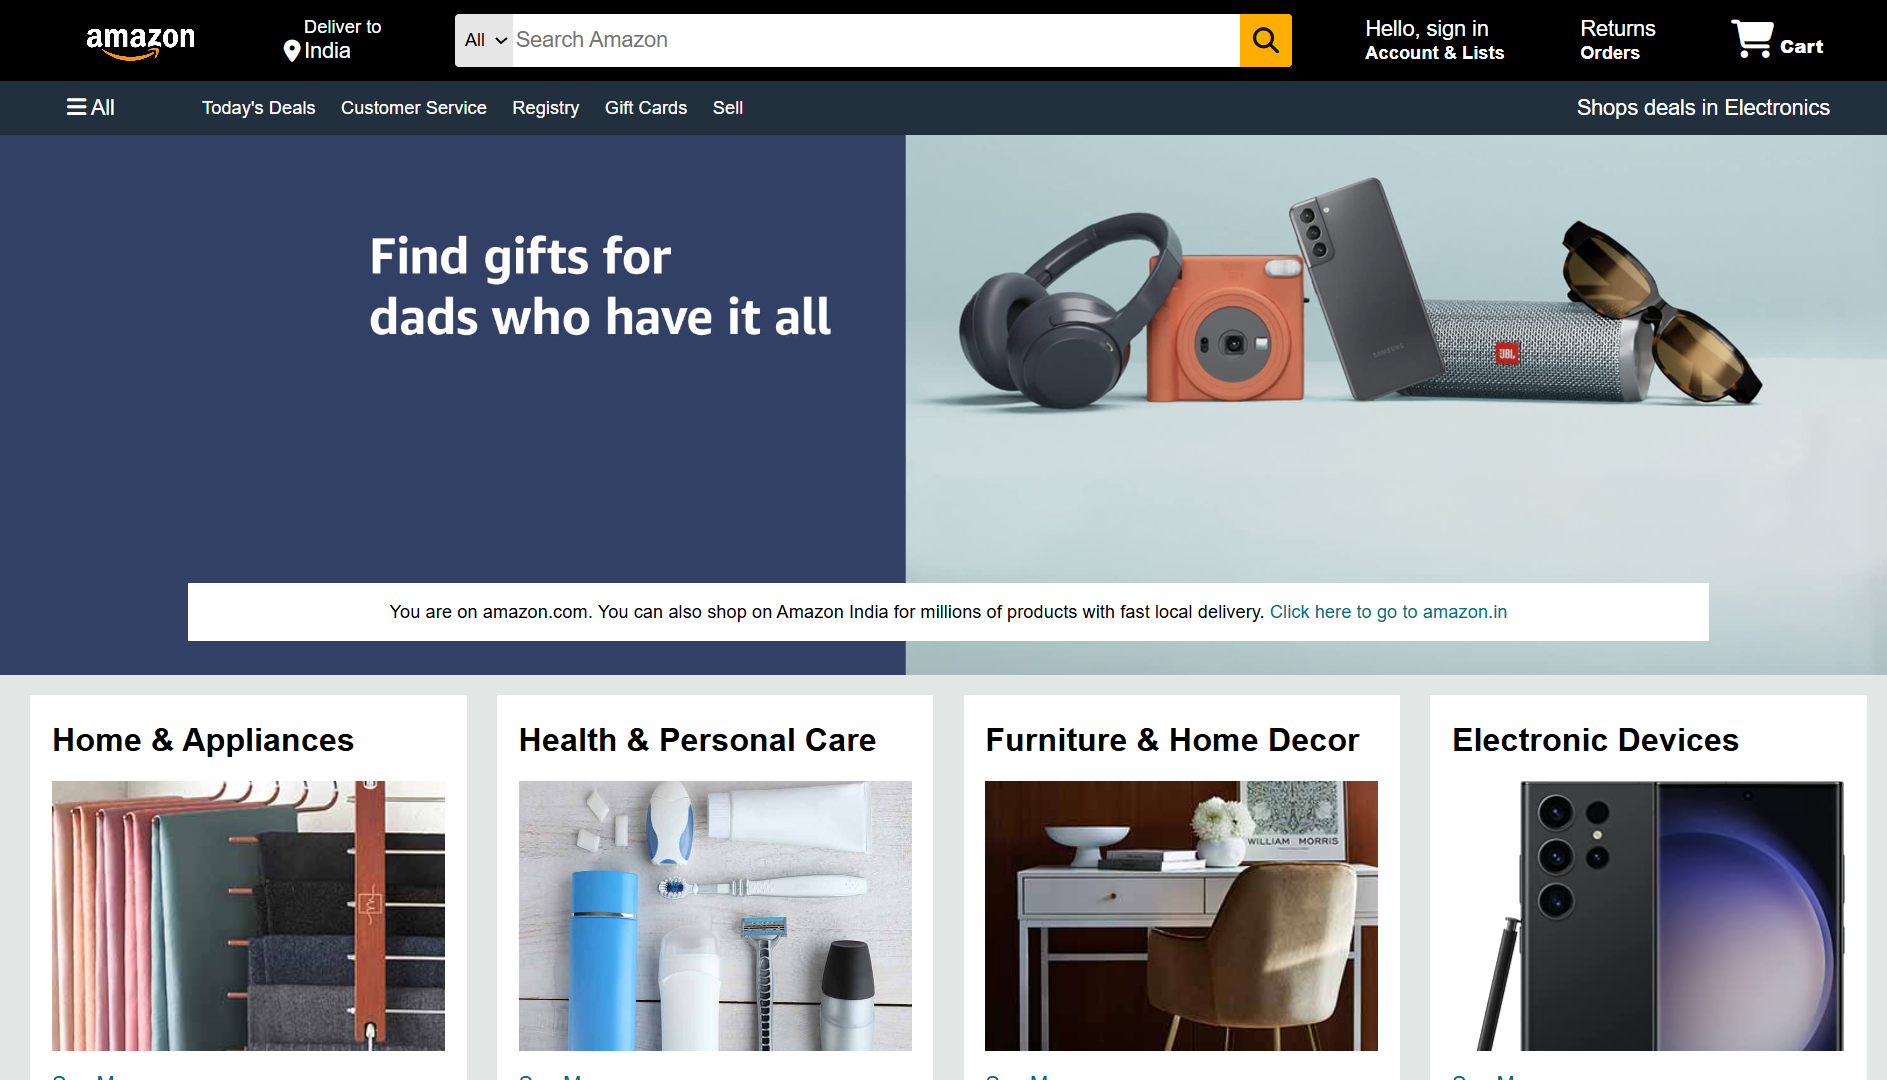 amazon
Deliver to
India
All
Search Amazon
Hello, sign in
Account & Lists
Returns
Orders
Cart
All
Today's Deals
Customer Service
Registry
Gift Cards
Sell
Shops deals in Electronics
Find gifts for
dads who have it all
SAMSUNG
JBL
You are on amazon.com. You can also shop on Amazon India for millions of products with fast local delivery. Click here to go to amazon.in
Home & Appliances
Health & Personal Care
Furniture & Home Decor
Electronic Devices
WILLIAM MORRIS